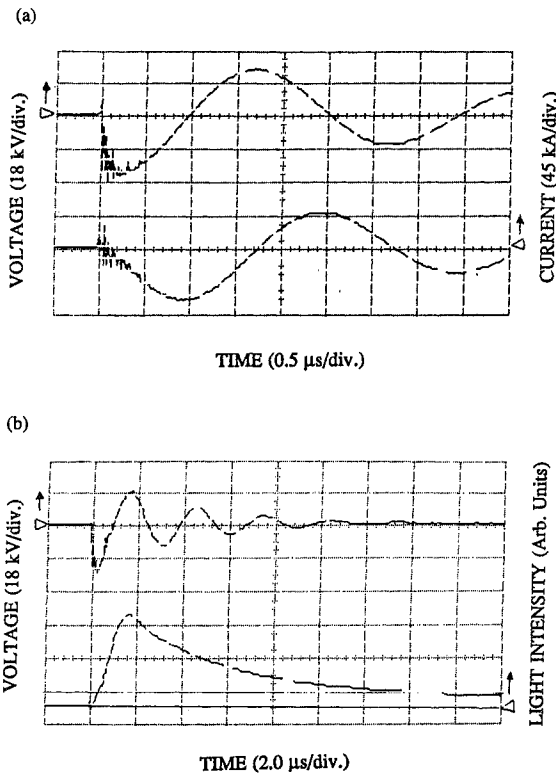 (a)
VOLTAGE (18 kV/div.)
CURRENT (45 kA/div.)
TIME (0.5 μs/div.)
(b)
VOLTAGE (18 kV/div.)
LIGHT INTENSITY (Arb. Units)
TIME (2.0 μs/div.)